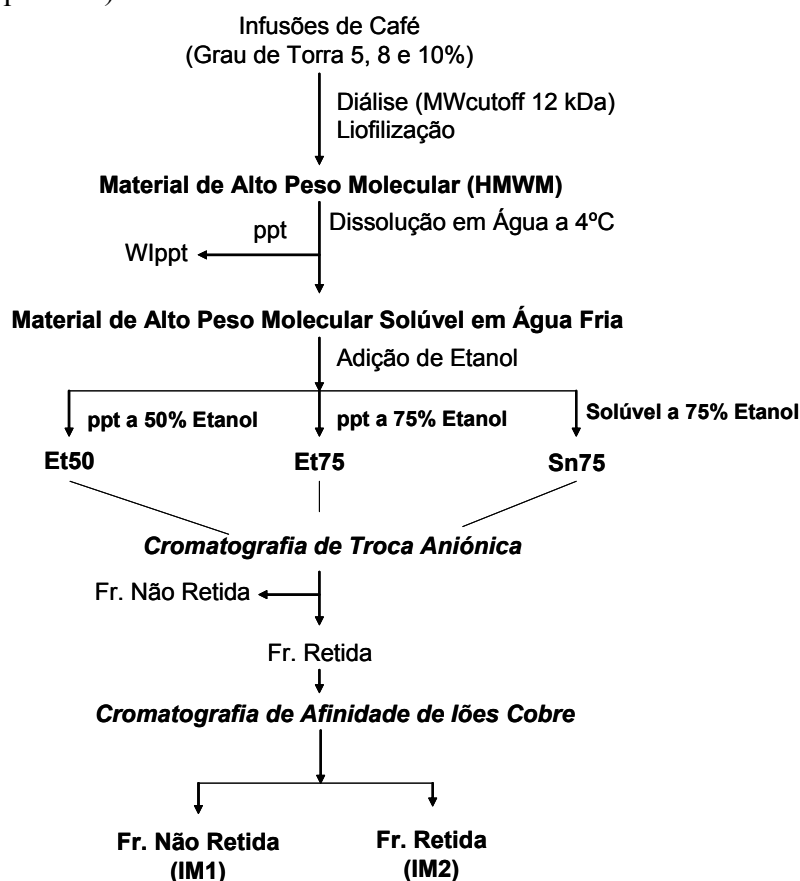 Infusões de Café
(Grau de Torra 5, 8 e 10%)
Diálise (MWcutoff 12 kDa)
Liofilização
Material de Alto Peso Molecular (HMWM)
ppt
Dissolução em Água a 4ºC
WIppt
Material de Alto Peso Molecular Solúvel em Água Fria
Adição de Etanol
ppt a 50% Etanol
ppt a 75% Etanol
Solúvel a 75% Etanol
Et50
Et75
Sn75
Cromatografia de Troca Aniónica
Fr. Não Retida
Fr. Retida
Cromatografia de Afinidade de Iões Cobre
Fr. Não Retida
(IM1)
Fr. Retida
(IM2)